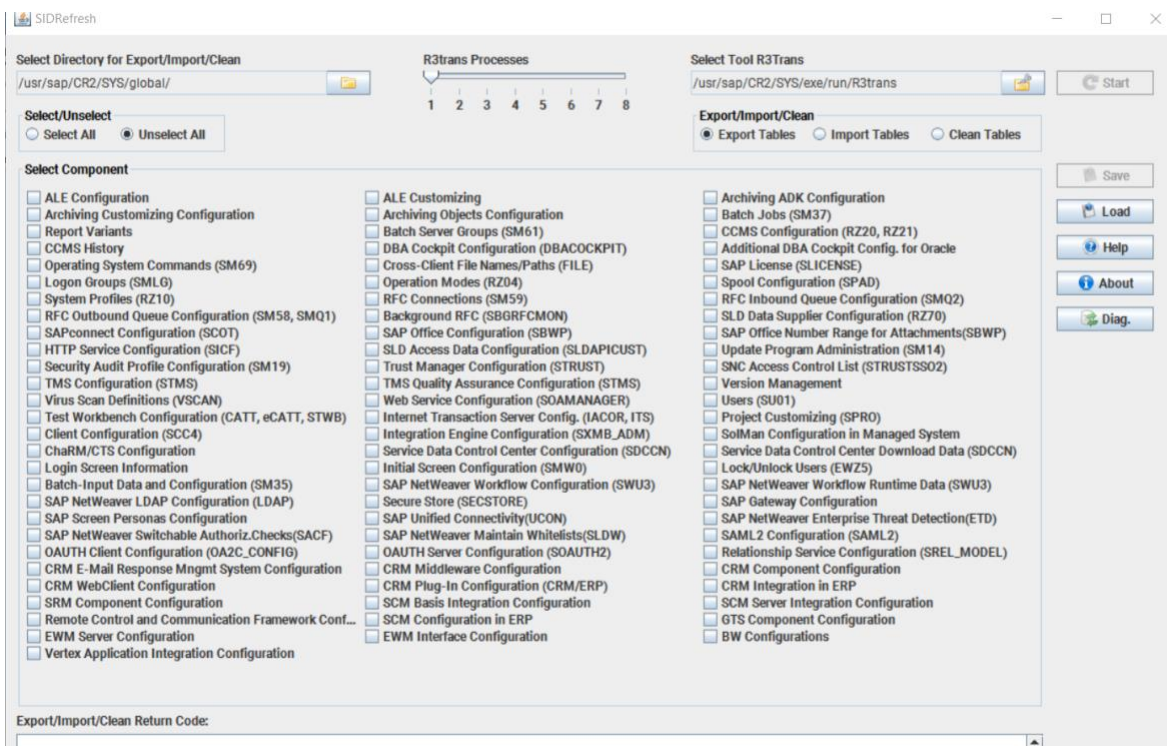 SIDRefresh
Select Directory for Export/Import/Clean
R3trans Processes
Select Tool R3Trans
/usr/sap/CR2/SYS/global/
/usr/sap/CR2/SYS/exe/run/R3trans
Start
1 2 3 4 5 6 7 8
Select/Unselect
Select All Unselect All
Export/Import/Clean
Export Tables Import Tables Clean Tables
Select Component
Save
Load
Help
About
Diag.
ALE Configuration ALE Customizing Archiving ADK Configuration
Archiving Customizing Configuration Archiving Objects Configuration Batch Jobs (SM37)
Report Variants Batch Server Groups (SM61) CCMS Configuration (RZ20, RZ21)
CCMS History DBA Cockpit Configuration (DBACOCKPIT) Additional DBA Cockpit Config. for Oracle
Operating System Commands (SM69) Cross-Client File Names/Paths (FILE) SAP License (SLICENSE)
Logon Groups (SMLG) Operation Modes (RZ04) Spool Configuration (SPAD)
System Profiles (RZ10) RFC Connections (SM59) RFC Inbound Queue Configuration (SMQ2)
RFC Outbound Queue Configuration (SM58, SMQ1) Background RFC (SBGRFCMON) SLD Data Supplier Configuration (RZ70)
SAPconnect Configuration (SCOT) SAP Office Configuration (SBWP) SAP Office Number Range for Attachments(SBWP)
HTTP Service Configuration (SICF) SLD Access Data Configuration (SLDAPICUST) Update Program Administration (SM14)
Security Audit Profile Configuration (SM19) Trust Manager Configuration (STRUST) SNC Access Control List (STRUSTSSO2)
TMS Configuration (STMS) TMS Quality Assurance Configuration (STMS) Version Management
Virus Scan Definitions (VSCAN) Web Service Configuration (SOAMANAGER) Users (SU01)
Test Workbench Configuration (CATT, eCATT, STWB) Internet Transaction Server Config. (IACOR, ITS) Project Customizing (SPRO)
Client Configuration (SCC4) Integration Engine Configuration (SXMB_ADM) SolMan Configuration in Managed System
ChaRM/CTS Configuration Service Data Control Center Configuration (SDCCN) Service Data Control Center Download Data (SDCCN)
Login Screen Information Initial Screen Configuration (SMW0) Lock/Unlock Users (EWZ5)
Batch-Input Data and Configuration (SM35) SAP NetWeaver Workflow Configuration (SWU3) SAP NetWeaver Workflow Runtime Data (SWU3)
SAP NetWeaver LDAP Configuration (LDAP) Secure Store (SECSTORE) SAP Gateway Configuration
SAP Screen Personas Configuration SAP Unified Connectivity(UCON) SAP NetWeaver Enterprise Threat Detection(ETD)
SAP NetWeaver Switchable Authoriz.Checks(SACF) SAP NetWeaver Maintain Whitelists(SLDW) SAML2 Configuration (SAML2)
OAUTH Client Configuration (OA2C_CONFIG) OAUTH Server Configuration (SOAUTH2) Relationship Service Configuration (SREL_MODEL)
CRM E-Mail Response Mngmt System Configuration CRM Middleware Configuration CRM Component Configuration
CRM WebClient Configuration CRM Plug-In Configuration (CRM/ERP) CRM Integration in ERP
SRM Component Configuration SCM Basis Integration Configuration SCM Server Integration Configuration
Remote Control and Communication Framework Conf... SCM Configuration in ERP GTS Component Configuration
EWM Server Configuration EWM Interface Configuration BW Configurations
Vertex Application Integration Configuration
Export/Import/Clean Return Code: